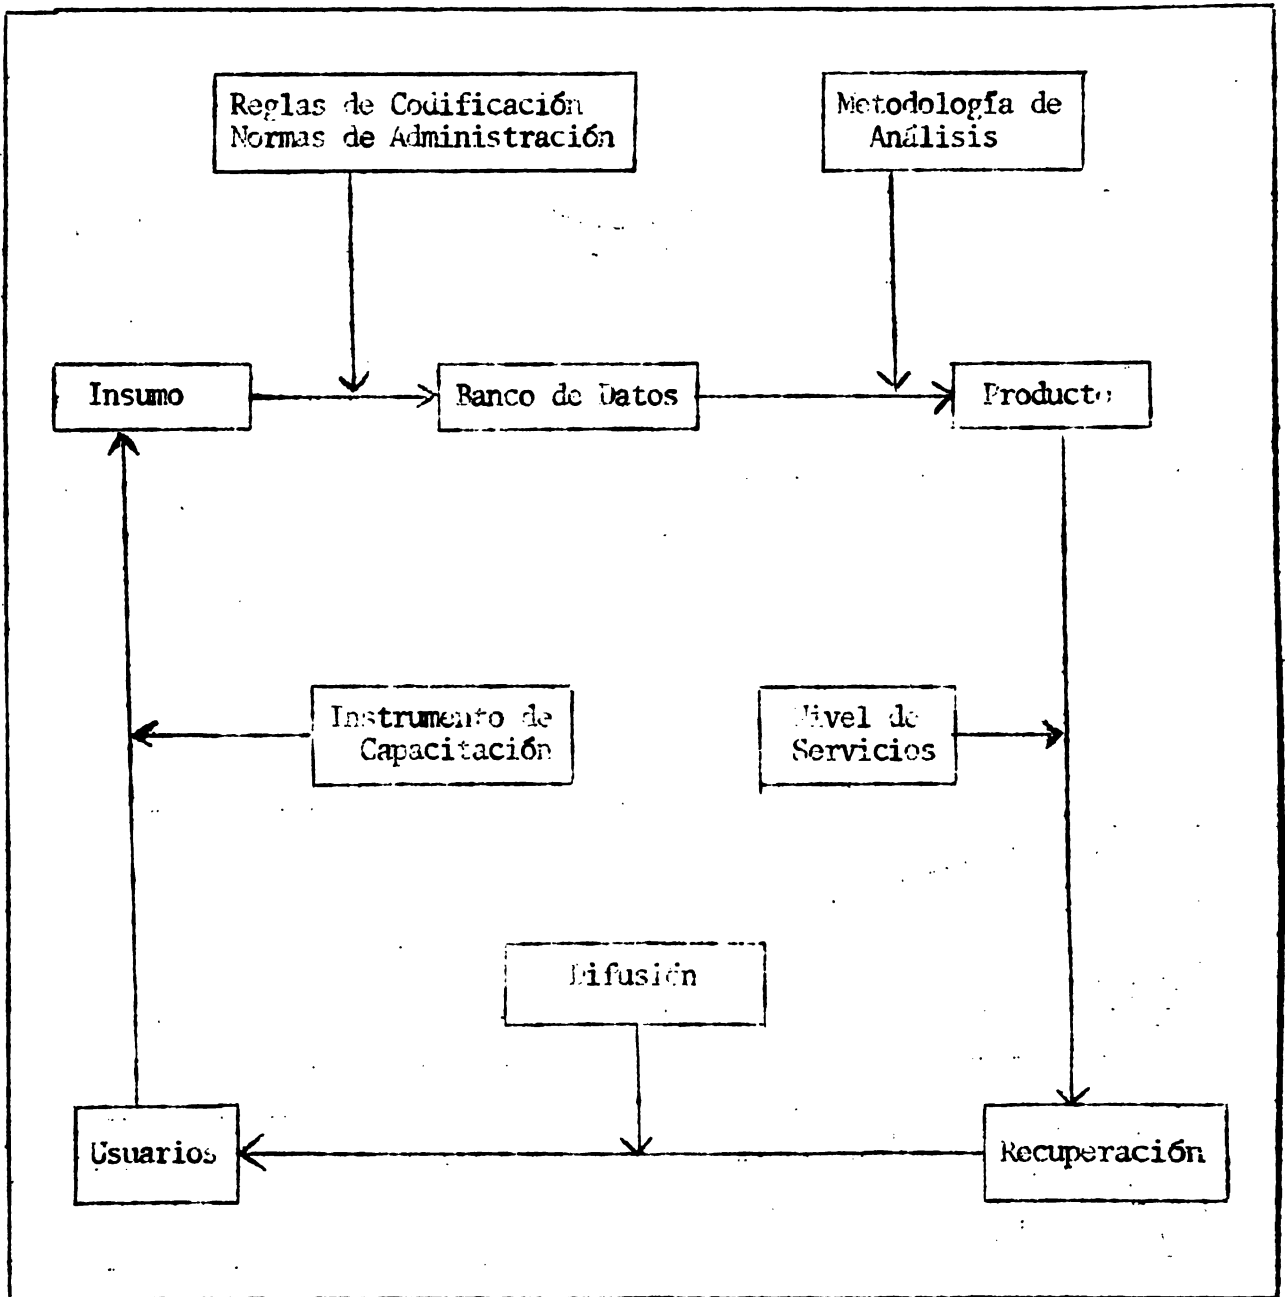 Reglas de Codificación
Normas de Administración
Metodología de
Análisis
Insumo
Banco de Datos
Producto
Instrumento de
Capacitación
Nivel de
Servicios
Difusión
Usuarios
Recuperación